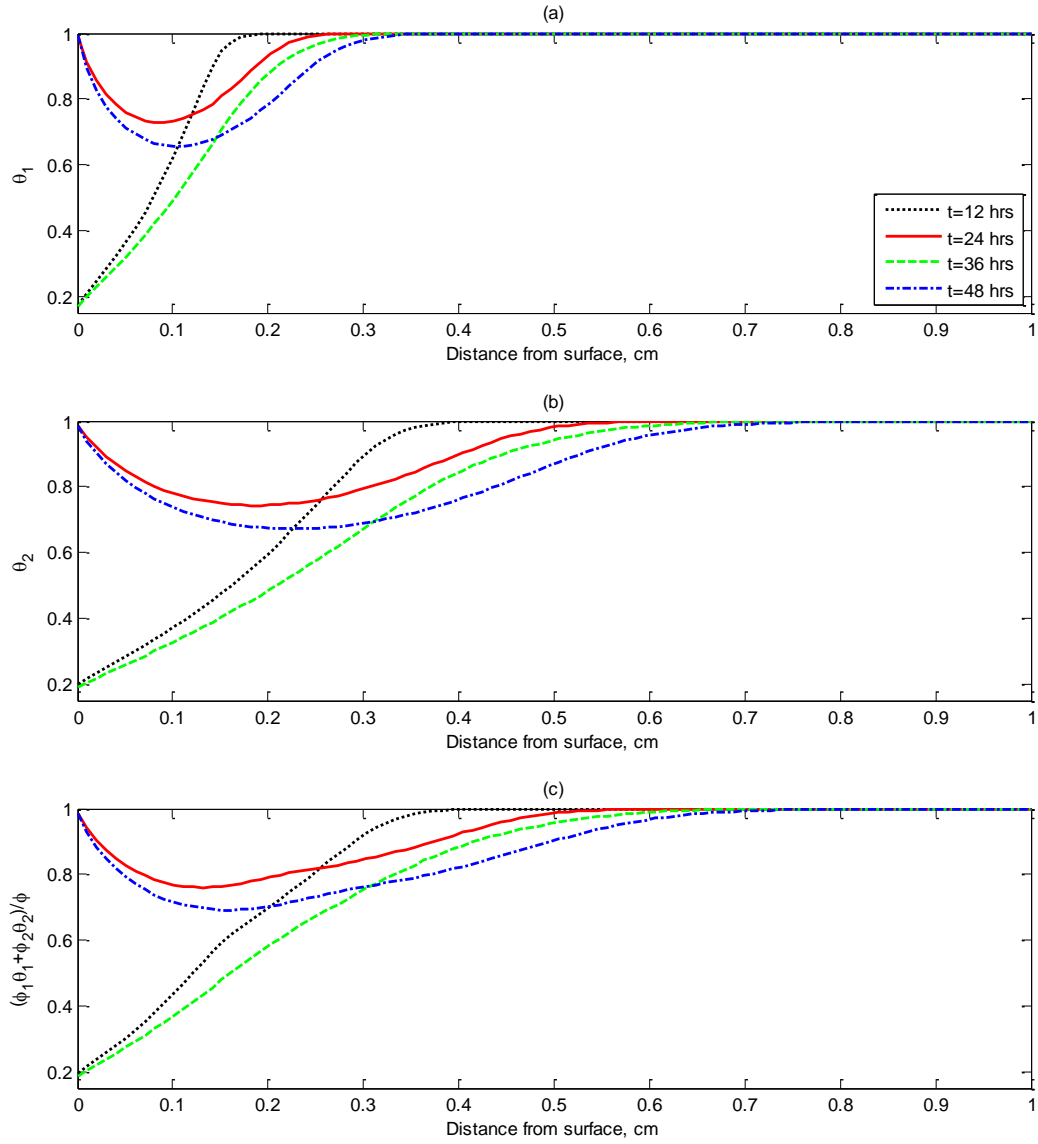 (a)
1
0.8
0.6
0.4
0.2
θ1
t=12 hrs
t=24 hrs
t=36 hrs
t=48 hrs
0 0.1 0.2 0.3 0.4 0.5 0.6 0.7 0.8 0.9 1
Distance from surface, cm
(b)
1
0.8
0.6
0.4
0.2
θ2
0 0.1 0.2 0.3 0.4 0.5 0.6 0.7 0.8 0.9 1
Distance from surface, cm
(c)
1
0.8
0.6
0.4
0.2
(ϕ1θ1+ϕ2θ2)/ϕ
0 0.1 0.2 0.3 0.4 0.5 0.6 0.7 0.8 0.9 1
Distance from surface, cm